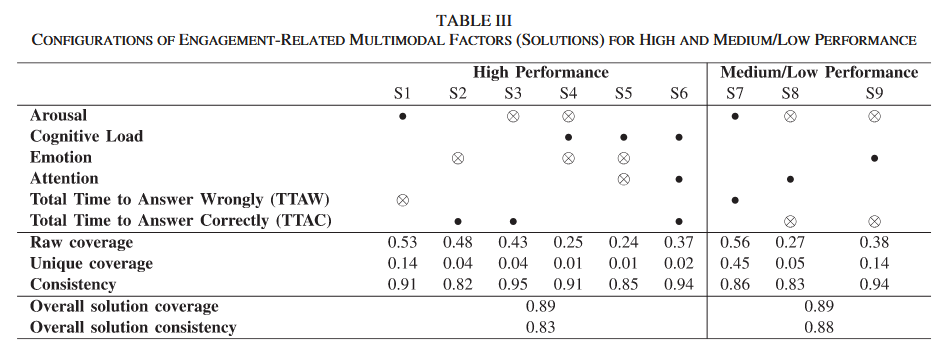 TABLE III
CONFIGURATIONS OF ENGAGEMENT-RELATED MULTIMODAL FACTORS (SOLUTIONS) FOR HIGH AND MEDIUM/LOW PERFORMANCE
High Performance Medium/Low Performance
S1 S2 S3 S4 S5 S6 S7 S8 S9
Arousal ● ⊗ ⊗ ● ⊗ ⊗
Cognitive Load ● ● ●
Emotion ⊗ ⊗ ⊗ ●
Attention ⊗ ● ●
Total Time to Answer Wrongly (TTAW) ⊗ ●
Total Time to Answer Correctly (TTAC) ● ● ● ⊗ ⊗
Raw coverage 0.53 0.48 0.43 0.25 0.24 0.37 0.56 0.27 0.38
Unique coverage 0.14 0.04 0.04 0.01 0.01 0.02 0.45 0.05 0.14
Consistency 0.91 0.82 0.95 0.91 0.85 0.94 0.86 0.83 0.94
Overall solution coverage 0.89 0.89
Overall solution consistency 0.83 0.88